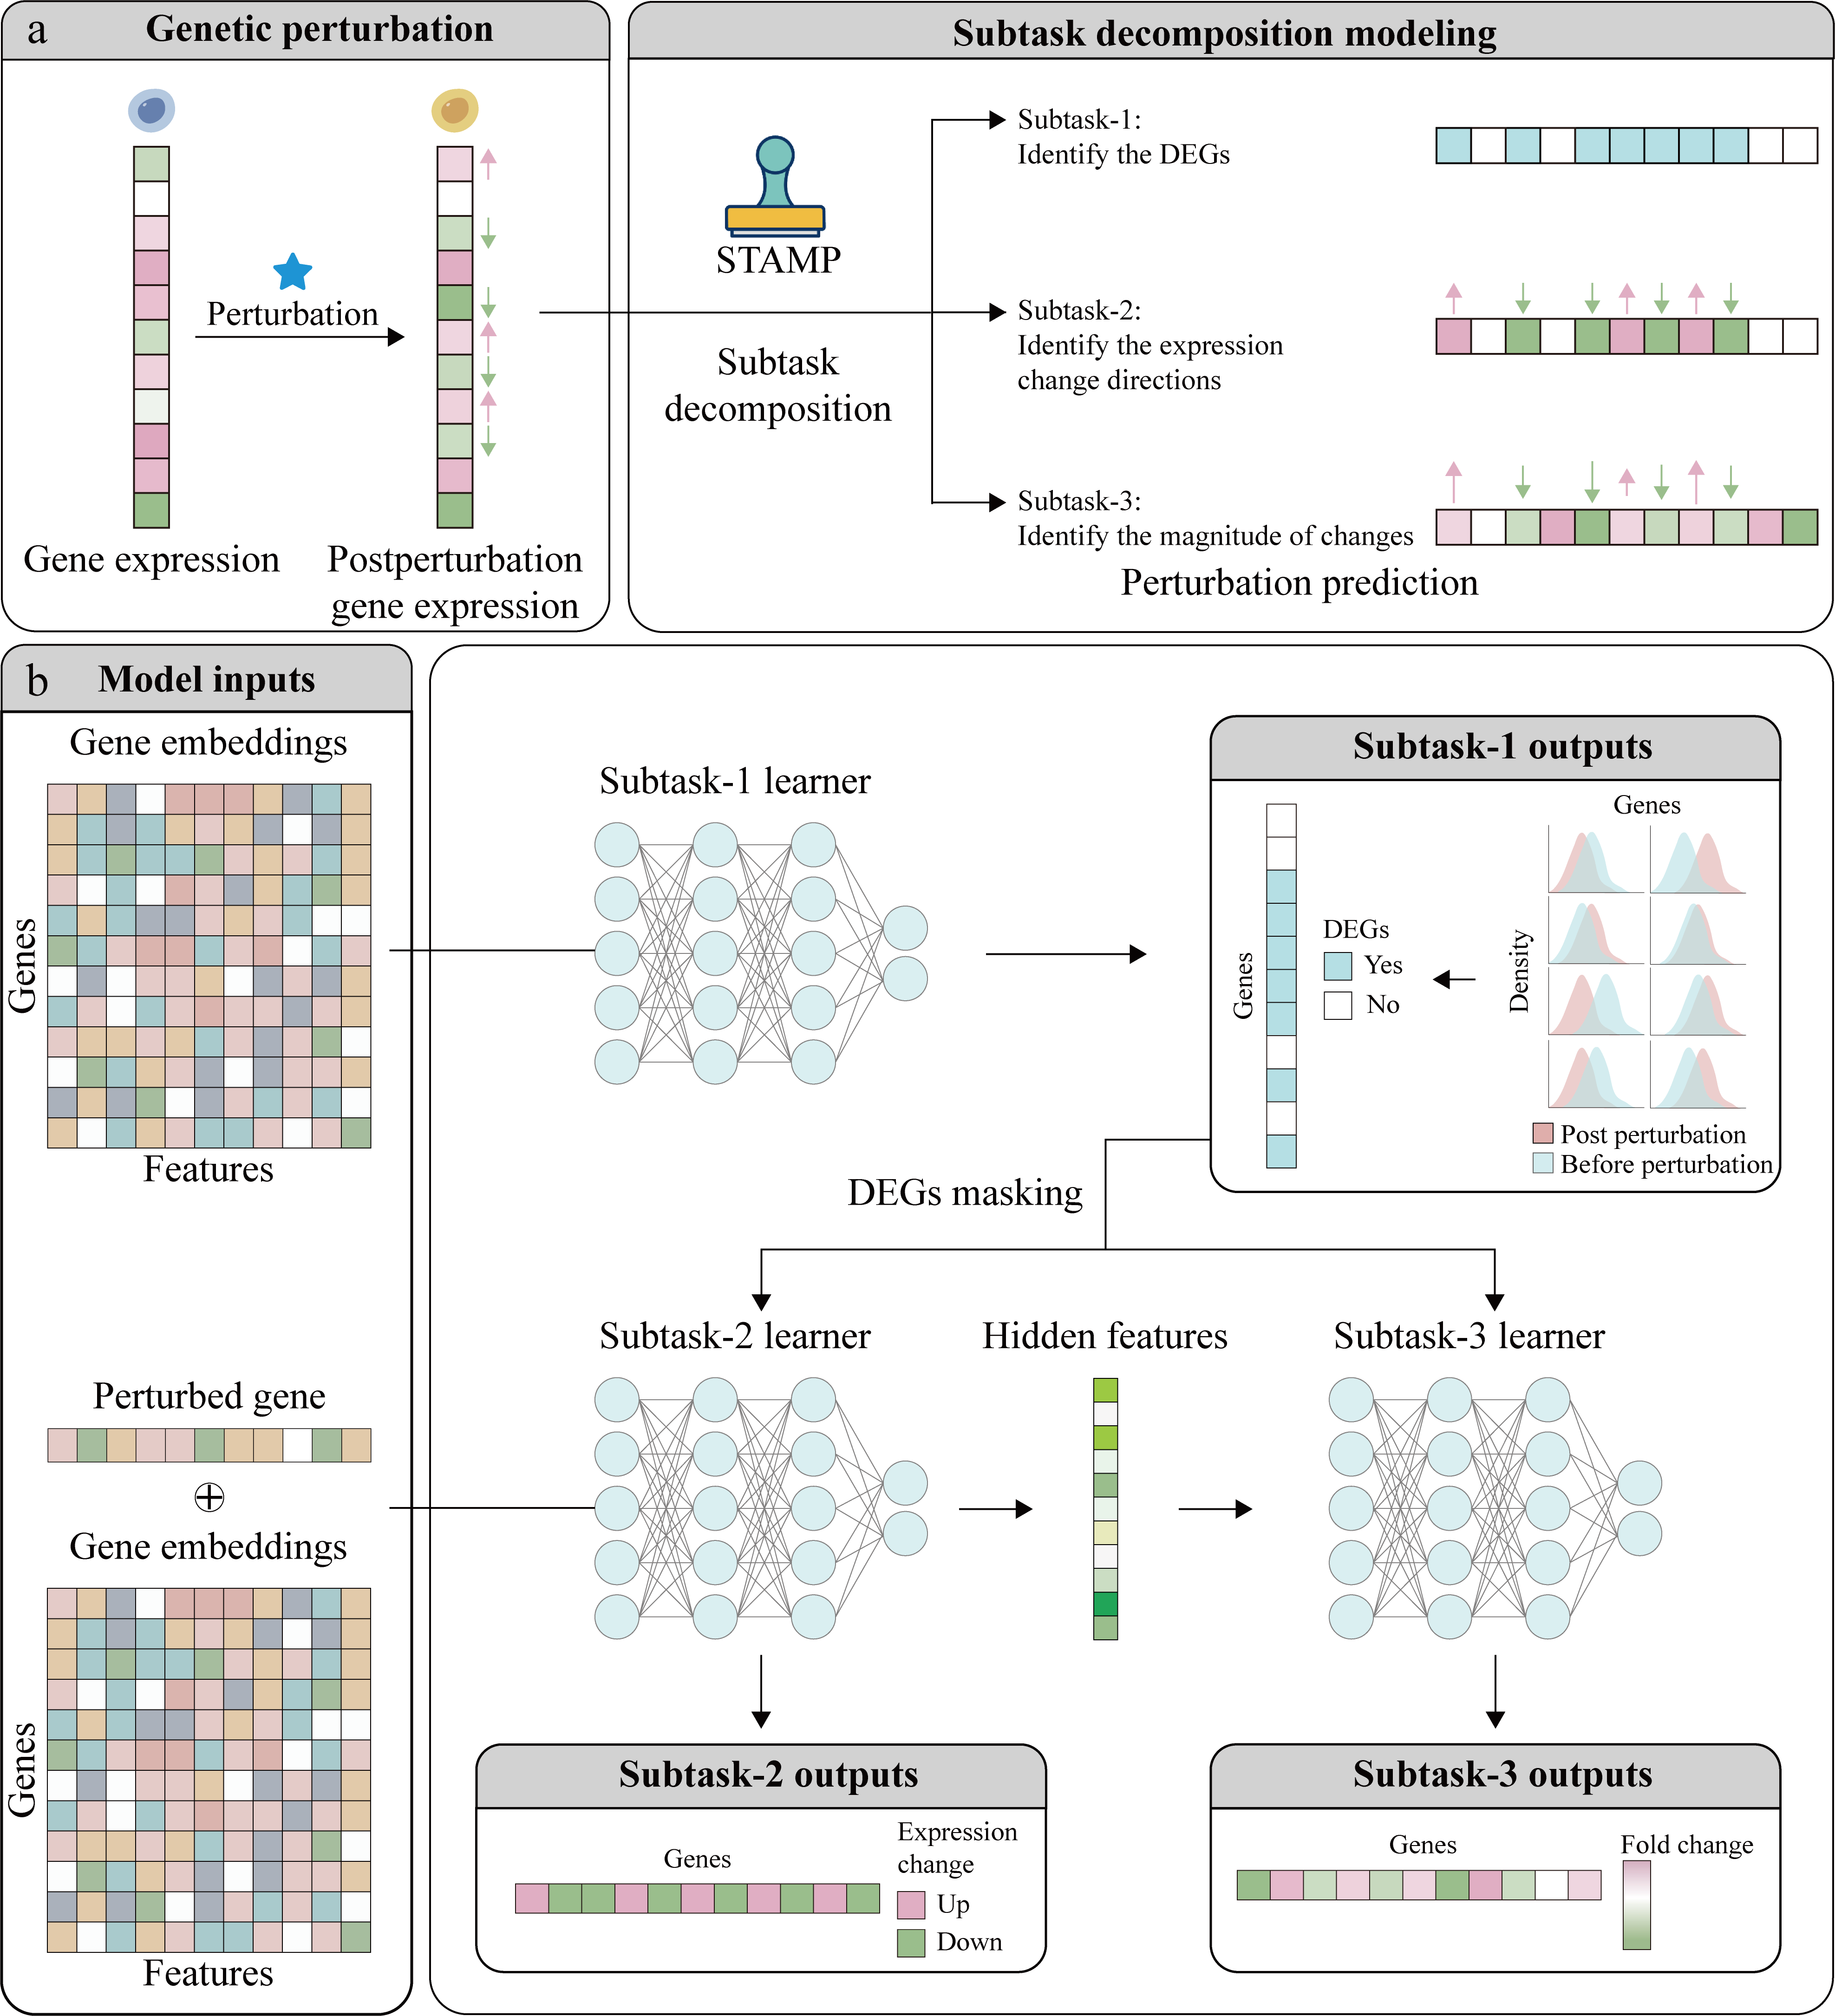 a
Genetic perturbation
Perturbation
Gene expression
Postperturbation
gene expression
Subtask decomposition modeling
STAMP
Subtask
decomposition
Subtask-1:
Identify the DEGs
Subtask-2:
Identify the expression
change directions
Subtask-3:
Identify the magnitude of changes
Perturbation prediction
b
Model inputs
Gene embeddings
Genes
Features
Perturbed gene
Gene embeddings
Genes
Features
Subtask-1 learner
Subtask-1 outputs
Genes
DEGs
Yes
No
Genes
Density
Post perturbation
Before perturbation
DEGs masking
Subtask-2 learner
Hidden features
Subtask-3 learner
Subtask-2 outputs
Genes
Expression
change
Up
Down
Subtask-3 outputs
Genes
Fold change